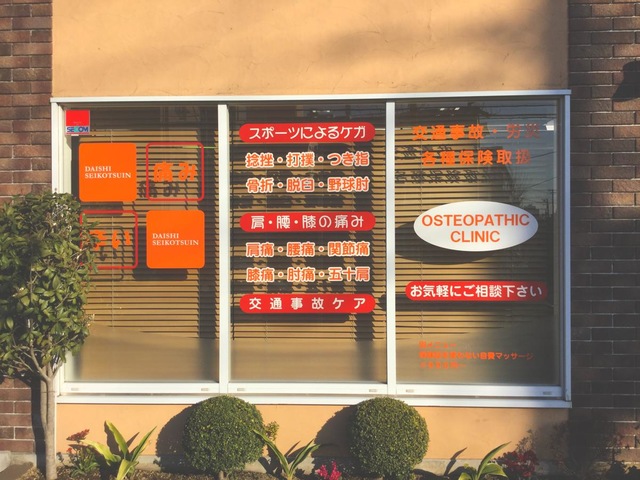 SECOM
DAISHI
SEIKOTSUIN
痛み
DAISHI
SEIKOTSUIN
スポーツによるケガ
捻挫・打撲・つき指
骨折・脱臼・野球肘
肩・腰・膝の痛み
肩痛・腰痛・関節痛
膝痛・肘痛・五十肩
交通事故ケア
交通事故・労災
各種保険取扱
OSTEOPATHIC
CLINIC
お気軽にご相談下さい